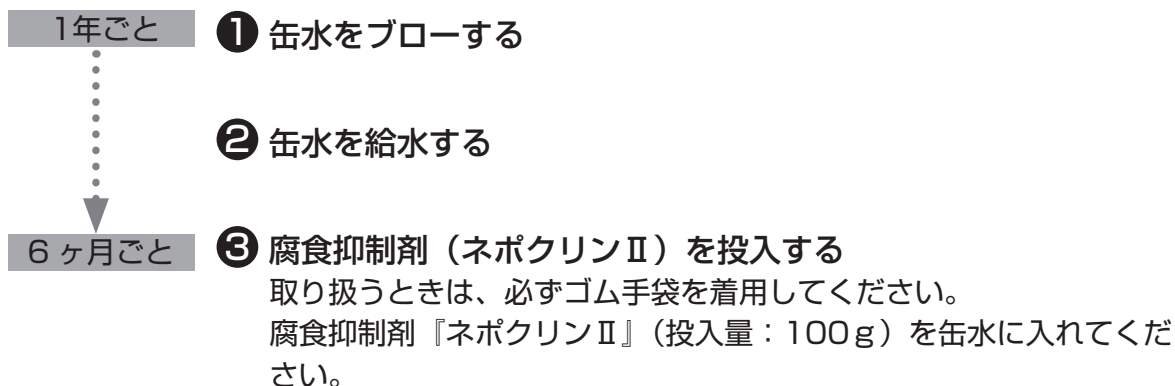 1年ごと ❶ 缶水をブローする
❷ 缶水を給水する
6ヶ月ごと ❸ 腐食抑制剤（ネポクリンⅡ）を投入する
取り扱うときは、必ずゴム手袋を着用してください。
腐食抑制剤『ネポクリンⅡ』（投入量：100g）を缶水に入れてくだ
さい。